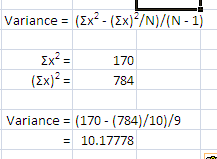 Variance = (Σx² - (Σx)²/N)/(N - 1)
Σx² = 170
(Σx)² = 784
Variance = (170 - (784)/10)/9
= 10.17778